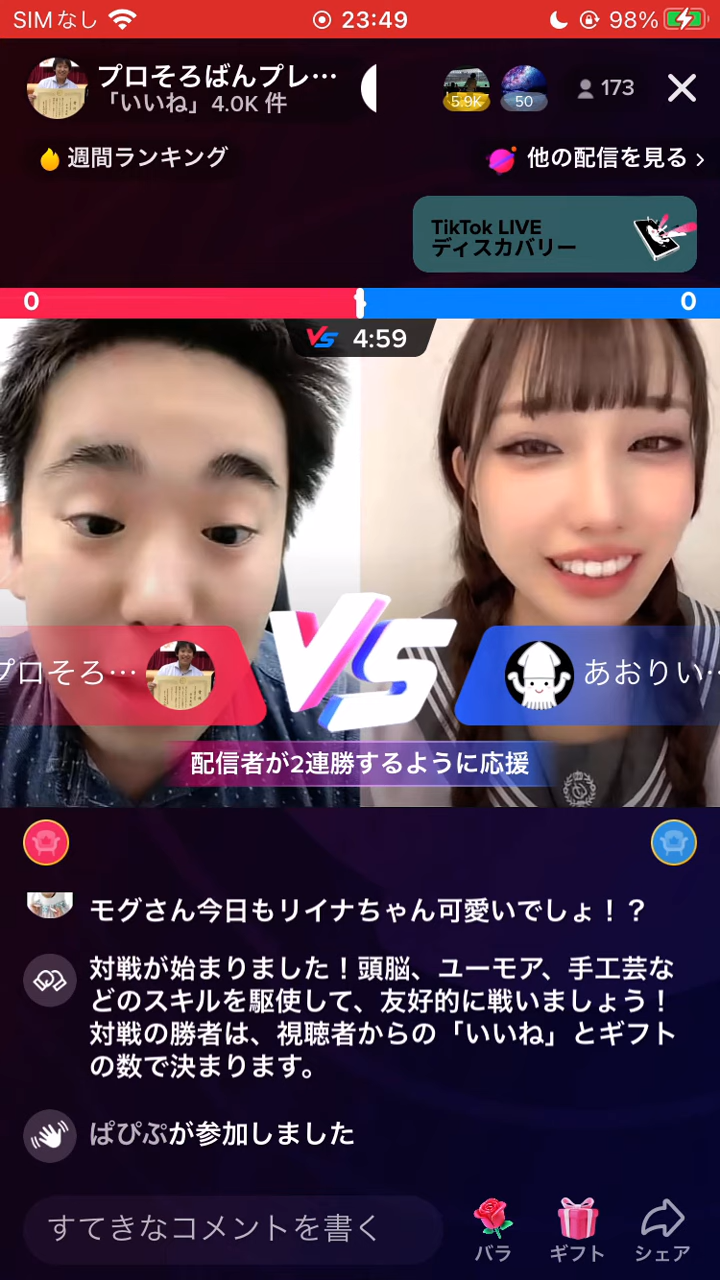 SIMなし 23:49 98%
プロそろばんプレ… 5.9K 50 173
「いいね」4.0K 件
週間ランキング 他の配信を見る
TikTok LIVE
ディスカバリー
0 0
VS 4:59
プロそろ… VS あおりい…
配信者が2連勝するように応援
モグさん今日もリイナちゃん可愛いでしょ！？
対戦が始まりました！頭脳、ユーモア、手工芸な
どのスキルを駆使して、友好的に戦いましょう！
対戦の勝者は、視聴者からの「いいね」とギフト
の数で決まります。
ぱぴぷが参加しました
すてきなコメントを書く
バラ ギフト シェア